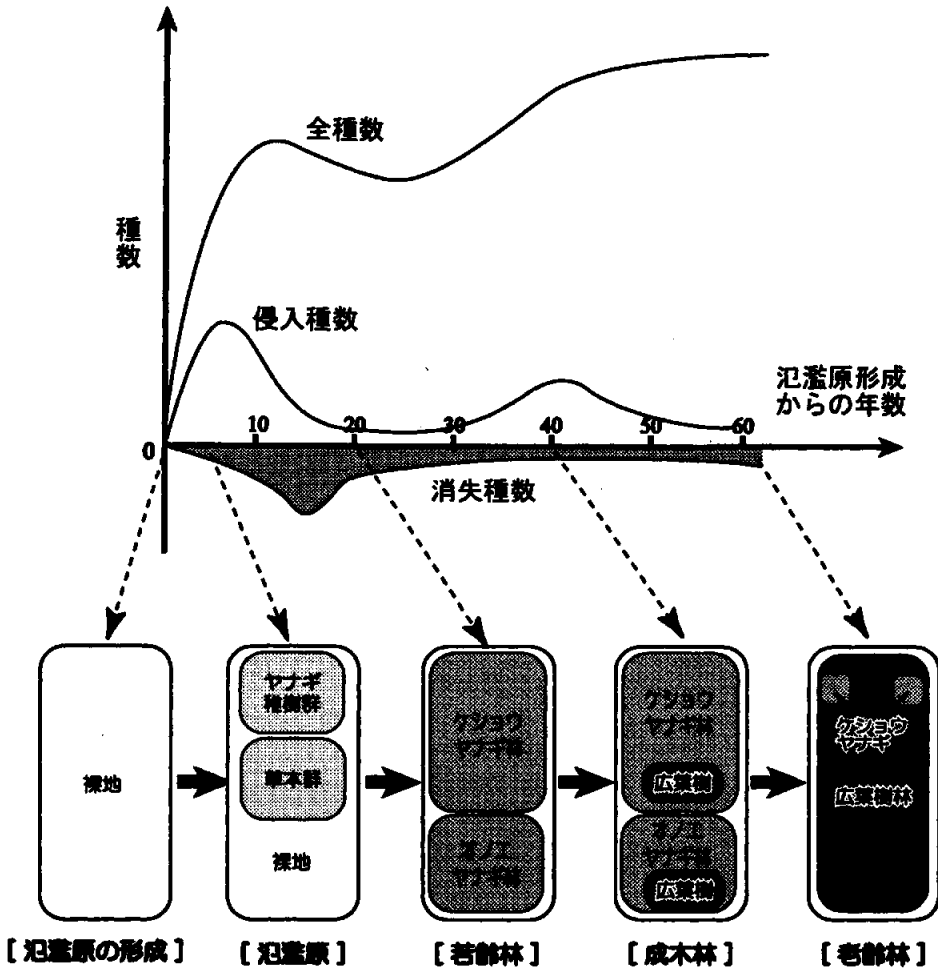 全種数
種
数
侵入種数
氾濫原形成
からの年数
0
10
20
30
40
50
60
消失種数
裸地
ヤナギ
稚樹群
草本群
裸地
ケショウ
ヤナギ林
オノエ
ヤナギ林
ケショウ
ヤナギ林
広葉樹
オノエ
ヤナギ林
広葉樹
ケショウ
ヤナギ
広葉樹林
[ 氾濫原の形成 ]
[ 氾濫原 ]
[ 若齢林 ]
[ 成木林 ]
[ 老齢林 ]